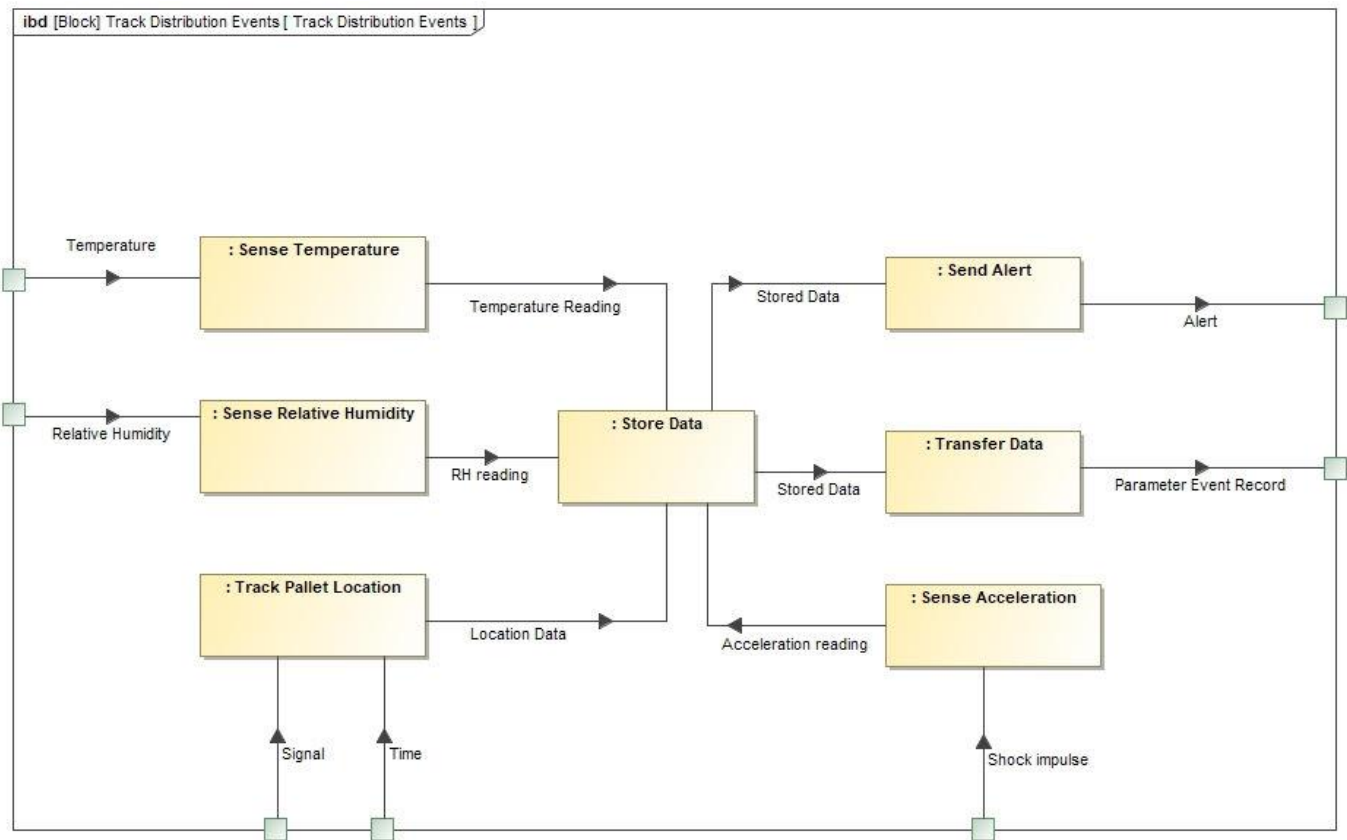 ibd [Block] Track Distribution Events [ Track Distribution Events ]
Temperature
: Sense Temperature
Temperature Reading
Stored Data
: Send Alert
Alert
Relative Humidity
: Sense Relative Humidity
RH reading
: Store Data
Stored Data
: Transfer Data
Parameter Event Record
: Track Pallet Location
Location Data
Acceleration reading
: Sense Acceleration
Signal
Time
Shock impulse